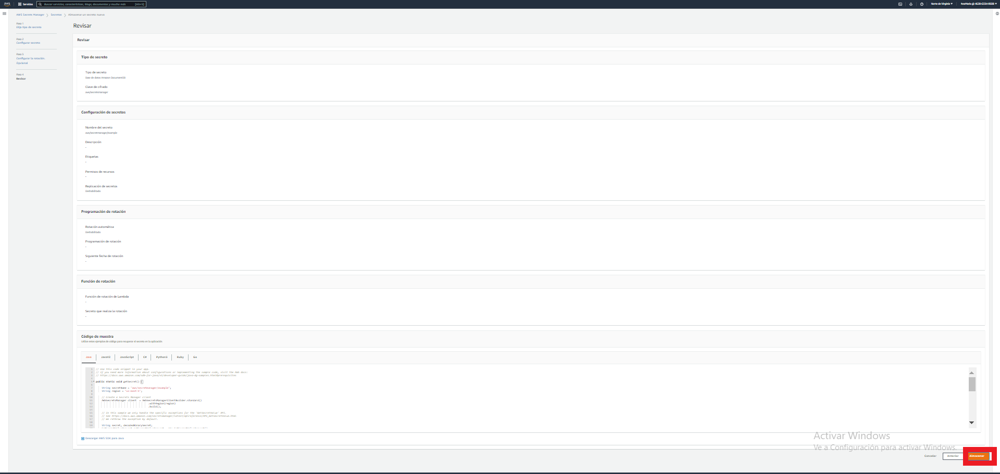 aws
Servicios
Buscar servicios, características, blogs, documentos y mucho más
[Alt+S]
Norte de Virginia
AWS Secrets Manager
Secretos
Almacenar un secreto nuevo
Paso 1
Elija tipo de secreto
Paso 2
Configurar secreto
Paso 3
Configurar la rotación.
Opcional
Paso 4
Revisar
Revisar
Revisar
Tipo de secreto
Tipo de secreto
Base de datos Amazon DocumentDB
Clave de cifrado
aws/secretsmanager
Configuración de secretos
Nombre del secreto
aws/secretmanager/example
Descripción
-
Etiquetas
-
Permisos de recursos
-
Replicación de secretos
Deshabilitado
Programación de rotación
Rotación automática
Deshabilitado
Programación de rotación
-
Siguiente fecha de rotación
-
Función de rotación
Función de rotación de Lambda
-
Secreto que realiza la rotación
-
Código de muestra
Utilice estos ejemplos de código para recuperar el secreto en la aplicación
Java
JavaV2
JavaScript
C#
Python3
Ruby
Go
1 // Use this code snippet in your app.
2 // If you need more information about configurations or implementing the sample code, visit the AWS docs:
3 // https://docs.aws.amazon.com/sdk-for-java/v1/developer-guide/java-dg-samples.html#prerequisites
4
5 public static void getSecret() {
6
7 String secretName = "aws/secretmanager/example";
8 String region = "us-east-1";
9
10 // Create a Secrets Manager client
11 AWSSecretsManager client = AWSSecretsManagerClientBuilder.standard()
12 .withRegion(region)
13 .build();
14
15 // In this sample we only handle the specific exceptions for the 'GetSecretValue' API.
16 // See https://docs.aws.amazon.com/secretsmanager/latest/apireference/API_GetSecretValue.html
17 // We rethrow the exception by default.
18
19 String secret, decodedBinarySecret;
Descargar AWS SDK para Java
Activar Windows
Ve a Configuración para activar Windows.
Cancelar
Anterior
Almacenar